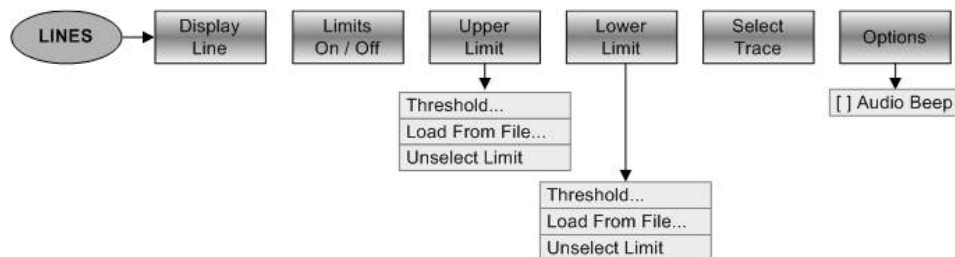 LINES
Display
Line
Limits
On / Off
Upper
Limit
Lower
Limit
Select
Trace
Options
Threshold...
Load From File...
Unselect Limit
Threshold...
Load From File...
Unselect Limit
[ ] Audio Beep